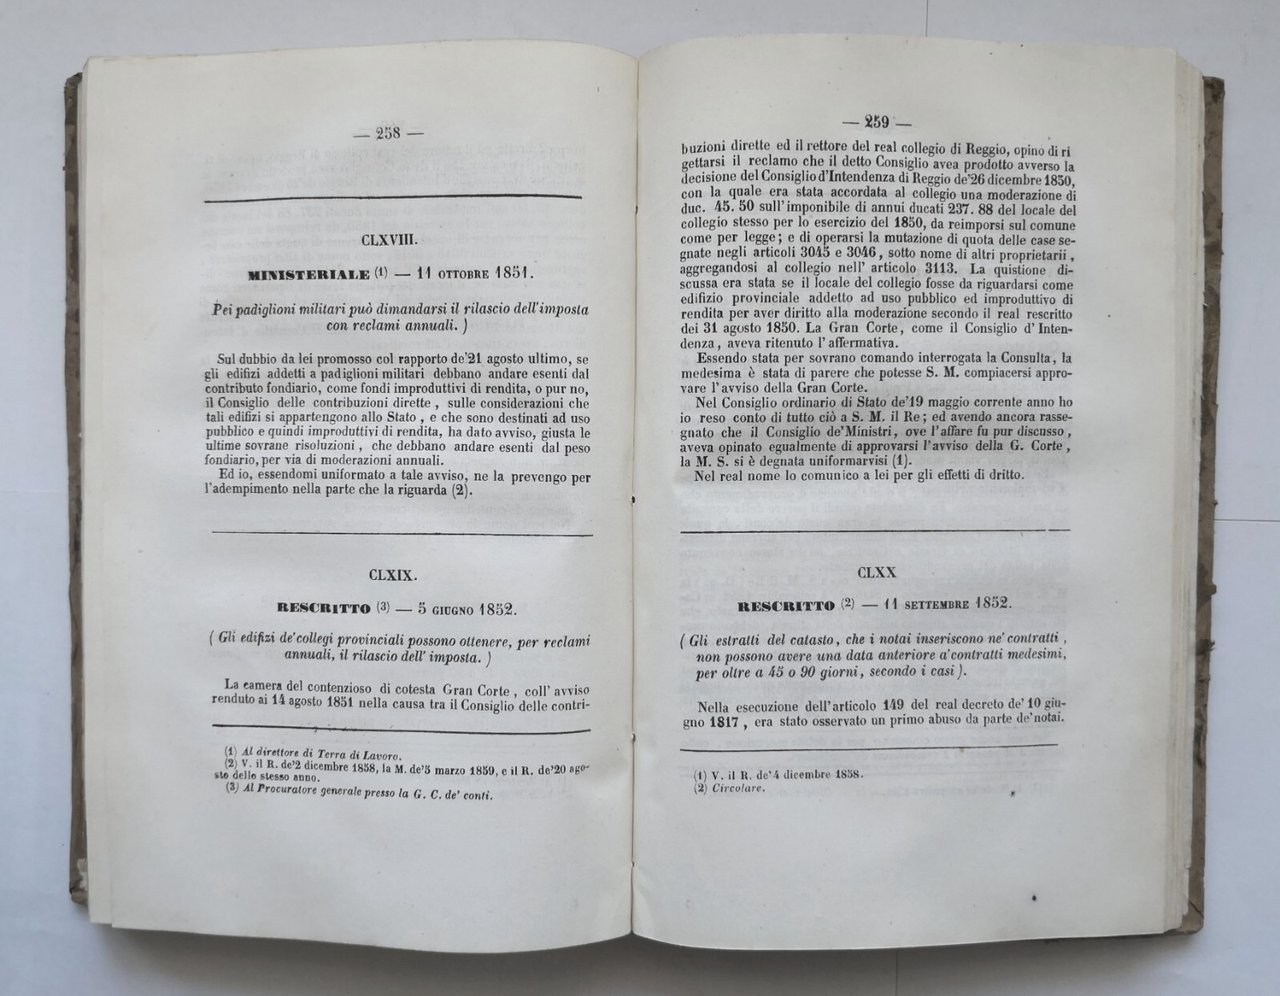 — 258 —
CLXVIII.
MINISTERIALE (1) — 11 OTTOBRE 1851.
Pei padiglioni militari può dimandarsi il rilascio dell'imposta
con reclami annuali. )
Sul dubbio da lei promosso col rapporto de'21 agosto ultimo, se
gli edifizi addetti a padiglioni militari debbano andare esenti dal
contributo fondiario, come fondi improduttivi di rendita, o pur no,
il Consiglio delle contribuzioni dirette, sulle considerazioni che
tali edifizi si appartengono allo Stato, e che sono destinati ad uso
pubblico e quindi improduttivi di rendita, ha dato avviso, giusta le
ultime sovrane risoluzioni, che debbano andare esenti dal peso
fondiario, per via di moderazioni annuali.
Ed io, essendomi uniformato a tale avviso, ne la prevengo per
l'adempimento nella parte che la riguarda (2).
CLXIX.
RESCRITTO (3) — 5 GIUGNO 1852.
( Gli edifizi de'collegi provinciali possono ottenere, per reclami
annuali, il rilascio dell'imposta. )
La camera del contenzioso di cotesta Gran Corte, coll'avviso
renduto ai 14 agosto 1851 nella causa tra il Consiglio delle contri-
(1) Al direttore di Terra di Lavoro.
(2) V. il R. de'2 dicembre 1858, la M. de'5 marzo 1859, e il R. de'20 ago-
sto dello stesso anno.
(3) Al Procuratore generale presso la G. C. de' conti.
— 259 —
buzioni dirette ed il rettore del real collegio di Reggio, opino di ri
gettarsi il reclamo che il detto Consiglio avea prodotto avverso la
decisione del Consiglio d'Intendenza di Reggio de'26 dicembre 1850,
con la quale era stata accordata al collegio una moderazione di
duc. 45. 50 sull'imponibile di annui ducati 237. 88 del locale del
collegio stesso per lo esercizio del 1850, da reimporsi sul comune
come per legge; e di operarsi la mutazione di quota delle case se-
gnate negli articoli 3045 e 3046, sotto nome di altri proprietarii,
aggregandosi al collegio nell' articolo 3113. La quistione di-
scussa era stata se il locale del collegio fosse da riguardarsi come
edifizio provinciale addetto ad uso pubblico ed improduttivo di
rendita per aver diritto alla moderazione secondo il real rescritto
dei 31 agosto 1850. La Gran Corte, come il Consiglio d'Inten-
denza, aveva ritenuto l'affermativa.
Essendo stata per sovrano comando interrogata la Consulta, la
medesima è stata di parere che potesse S. M. compiacersi appro-
vare l'avviso della Gran Corte.
Nel Consiglio ordinario di Stato de'19 maggio corrente anno ho
io reso conto di tutto ciò a S. M. il Re; ed avendo ancora rasse-
gnato che il Consiglio de'Ministri, ove l'affare fu pur discusso,
aveva opinato egualmente di approvarsi l'avviso della G. Corte,
la M. S. si è degnata uniformarvisi (1).
Nel real nome lo comunico a lei per gli effetti di dritto.
CLXX
RESCRITTO (2) — 11 SETTEMBRE 1852.
( Gli estratti del catasto, che i notai inseriscono ne'contratti,
non possono avere una data anteriore a'contratti medesimi,
per oltre a 45 o 90 giorni, secondo i casi ).
Nella esecuzione dell'articolo 149 del real decreto de'10 giu-
gno 1817, era stato osservato un primo abuso da parte de'notai.
(1) V. il R. de'4 dicembre 1858.
(2) Circolare.